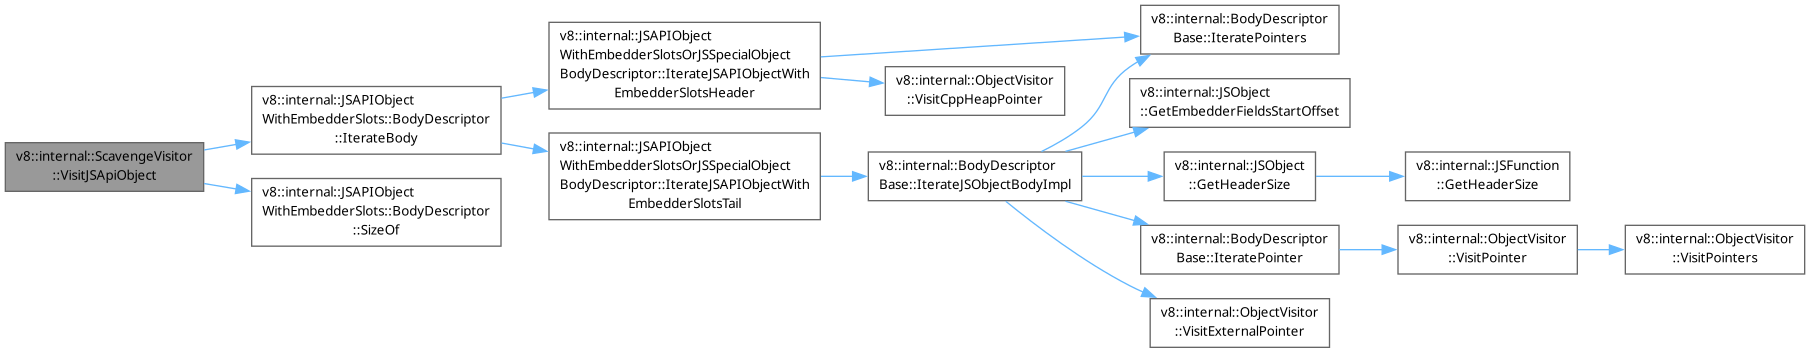 v8::internal::ScavengeVisitor
::VisitJSApiObject
v8::internal::JSAPIObject
WithEmbedderSlots::BodyDescriptor
::IterateBody
v8::internal::JSAPIObject
WithEmbedderSlots::BodyDescriptor
::SizeOf
v8::internal::JSAPIObject
WithEmbedderSlotsOrJSSpecialObject
BodyDescriptor::IterateJSAPIObjectWith
EmbedderSlotsHeader
v8::internal::JSAPIObject
WithEmbedderSlotsOrJSSpecialObject
BodyDescriptor::IterateJSAPIObjectWith
EmbedderSlotsTail
v8::internal::BodyDescriptor
Base::IteratePointers
v8::internal::ObjectVisitor
::VisitCppHeapPointer
v8::internal::BodyDescriptor
Base::IterateJSObjectBodyImpl
v8::internal::JSObject
::GetEmbedderFieldsStartOffset
v8::internal::JSObject
::GetHeaderSize
v8::internal::JSFunction
::GetHeaderSize
v8::internal::BodyDescriptor
Base::IteratePointer
v8::internal::ObjectVisitor
::VisitPointer
v8::internal::ObjectVisitor
::VisitPointers
v8::internal::ObjectVisitor
::VisitExternalPointer